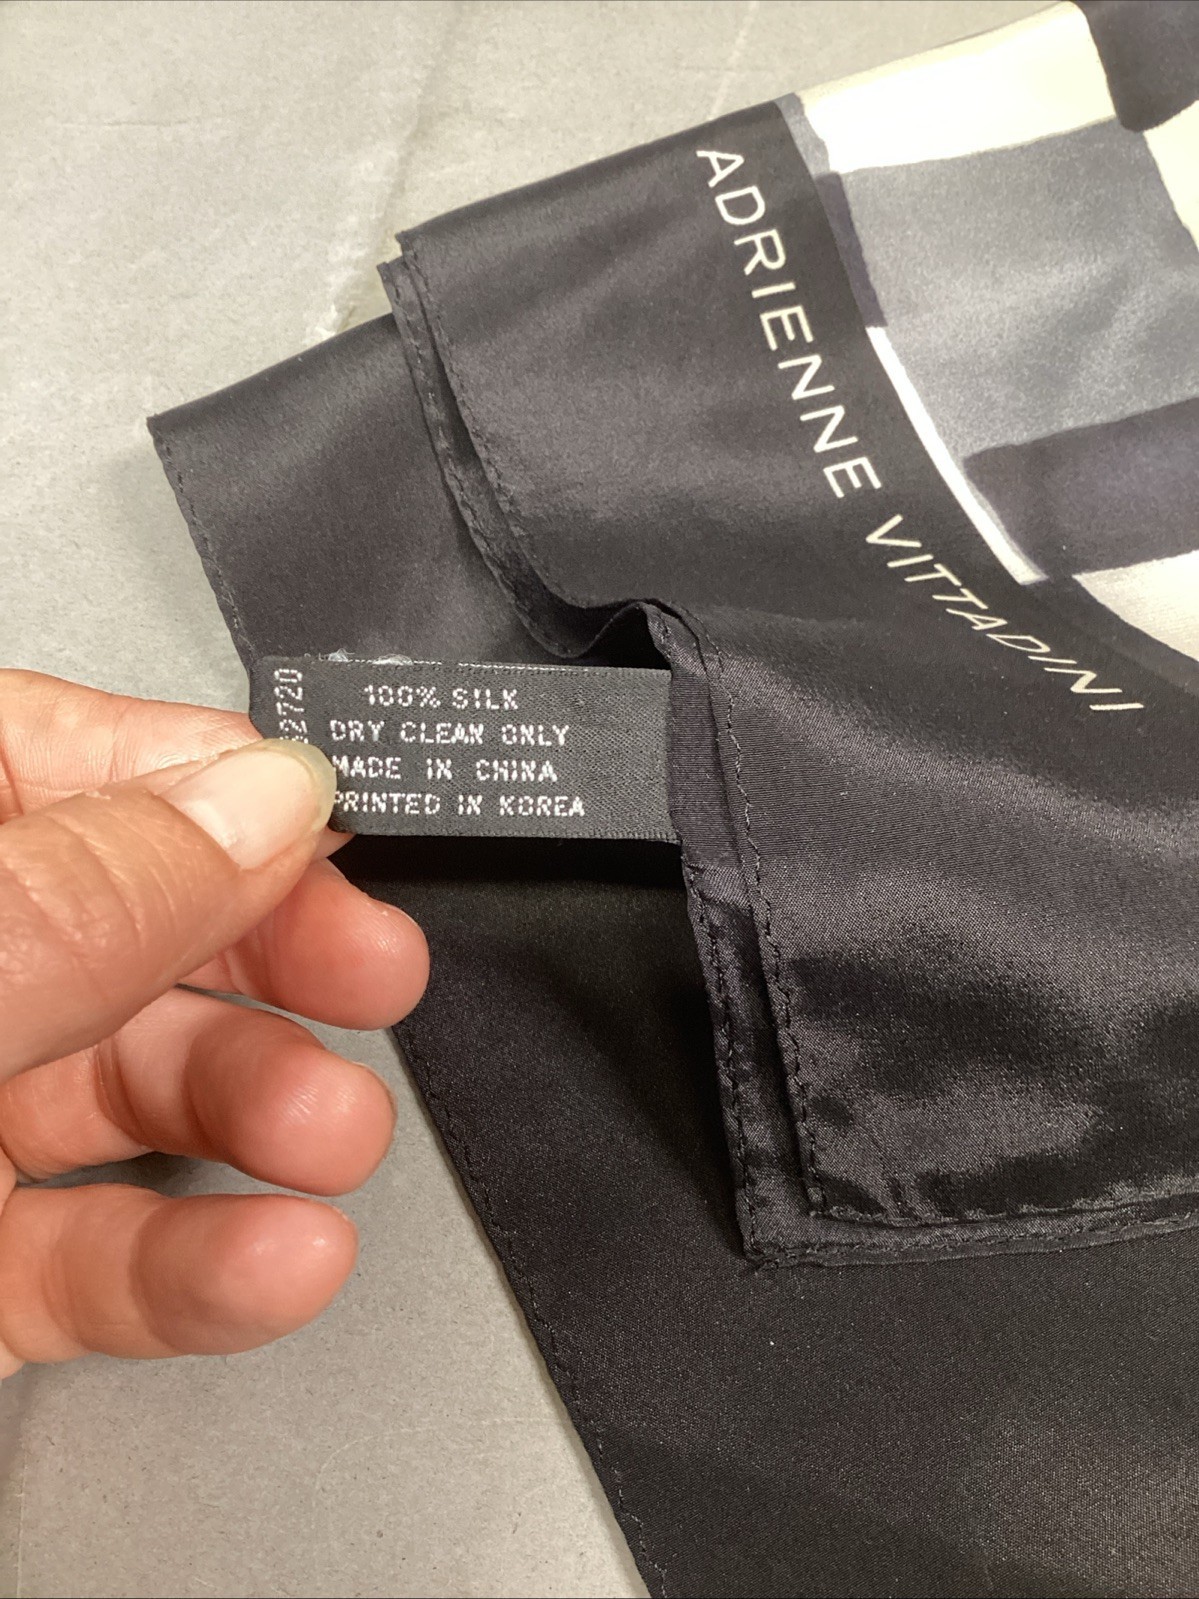 ADRIENNE VITTADINI
100% SILK
DRY CLEAN ONLY
MADE IN CHINA
PRINTED IN KOREA